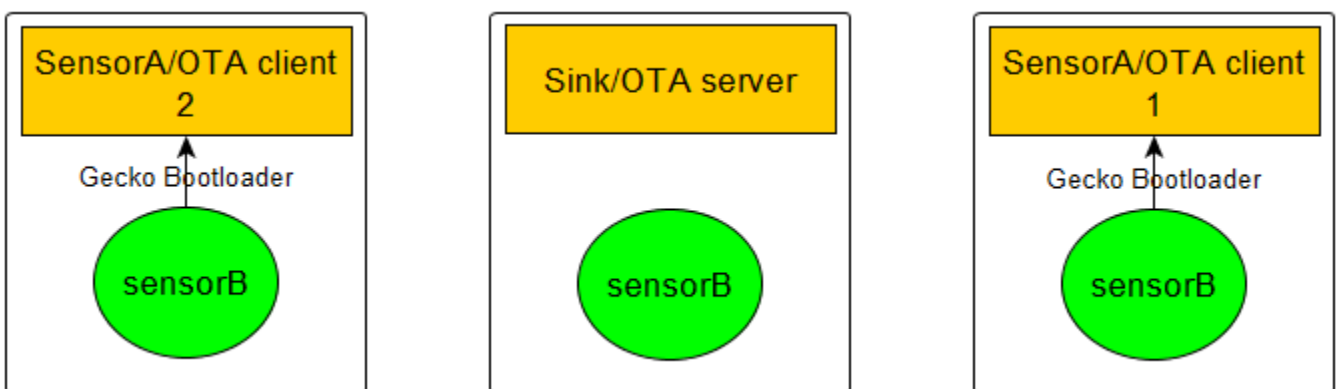 SensorA/OTA client
2
Gecko Bootloader
sensorB
Sink/OTA server
sensorB
SensorA/OTA client
1
Gecko Bootloader
sensorB